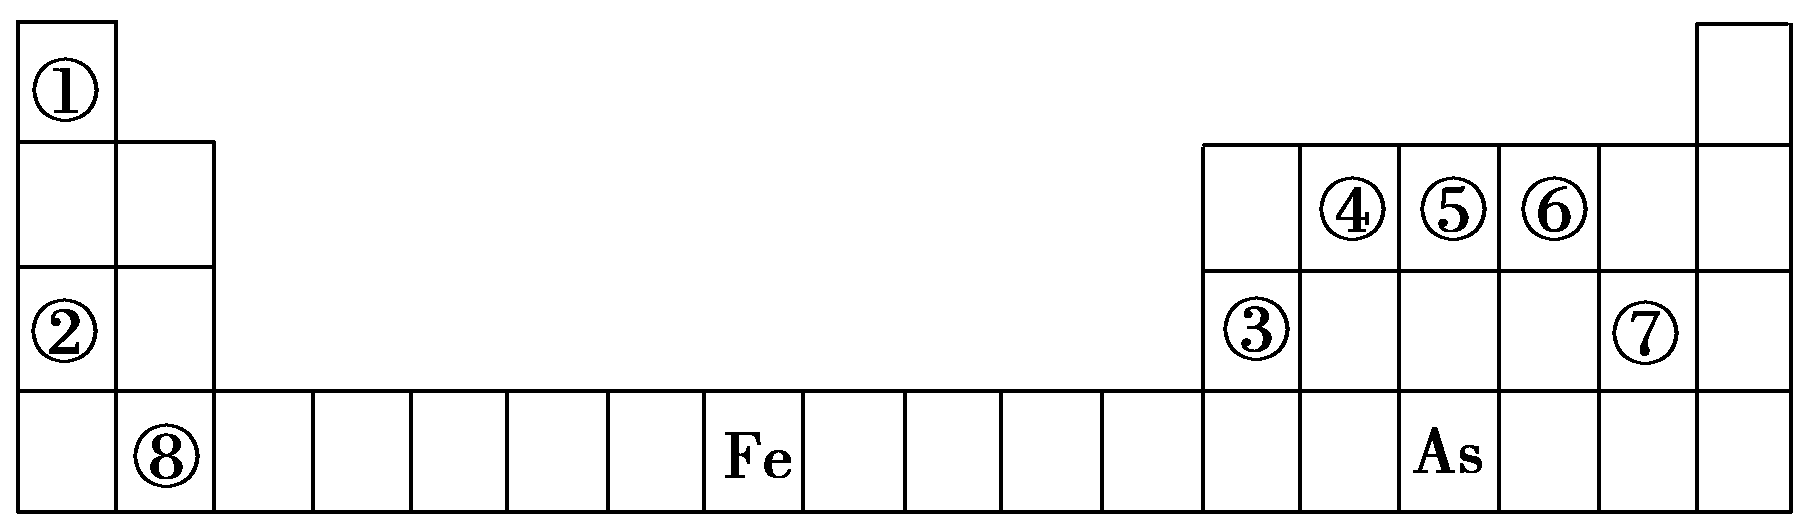 ①
④ ⑤ ⑥
② ③ ⑦
⑧ Fe As